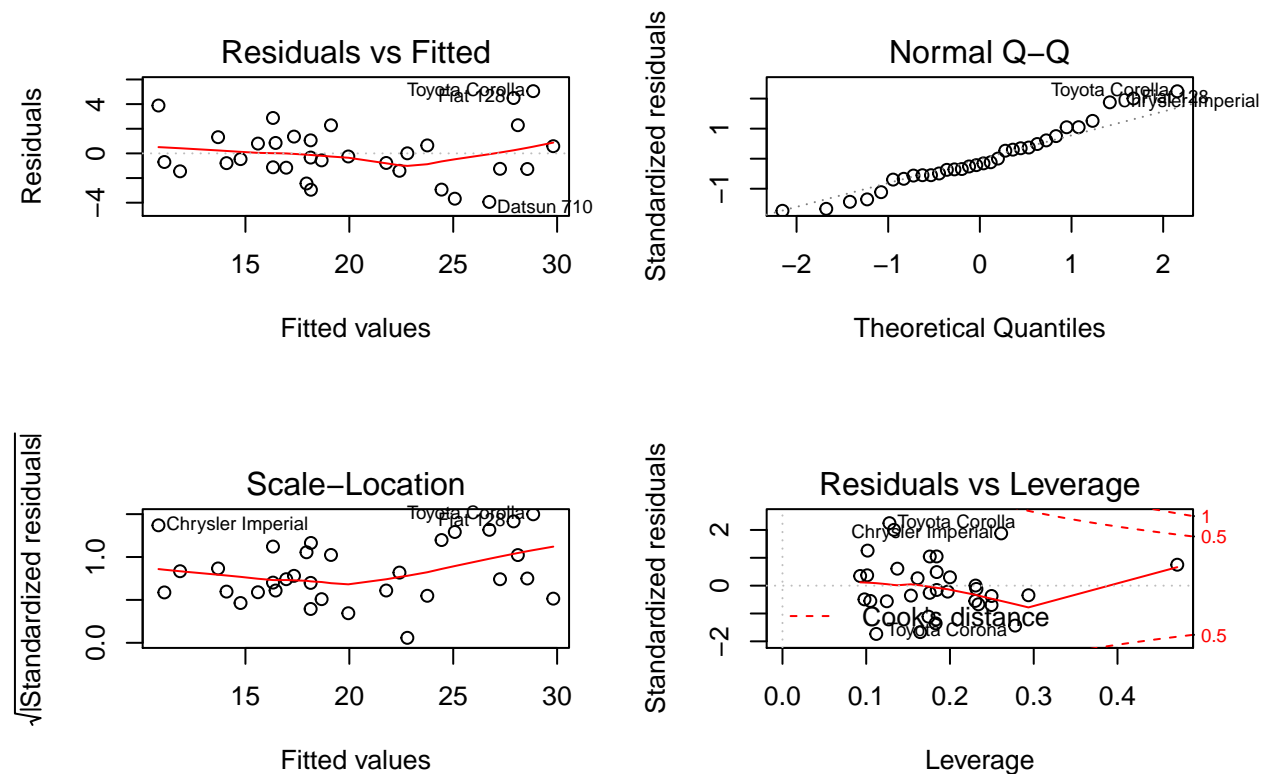 Residuals vs Fitted
Residuals
4
0
−4
Toyota Corolla
Fiat 128
Datsun 710
15 20 25 30
Fitted values
Normal Q−Q
Standardized residuals
1
−1
Toyota Corolla
Fiat 128
Chrysler Imperial
−2 −1 0 1 2
Theoretical Quantiles
Scale−Location
√|Standardized residuals|
1.0
0.0
Chrysler Imperial
Toyota Corolla
Fiat 128
15 20 25 30
Fitted values
Residuals vs Leverage
Standardized residuals
2
0
−2
Toyota Corolla
Chrysler Imperial
Cook's distance
Toyota Corona
1
0.5
0.5
0.0 0.1 0.2 0.3 0.4
Leverage